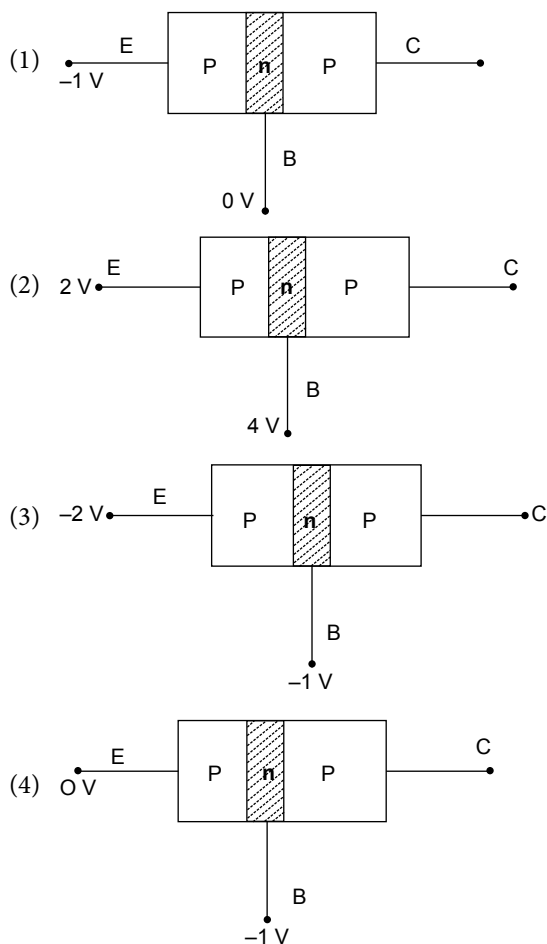 E C
(1) P n P
–1 V
B
0 V
E C
(2) 2 V P n P
B
4 V
E
(3) –2 V P n P C
B
–1 V
E C
(4) P n P
O V
B
–1 V